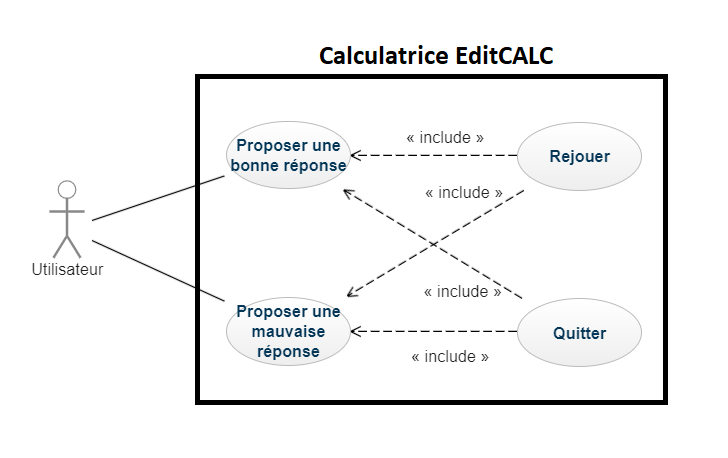 Calculatrice EditCALC
Proposer une
bonne réponse
« include »
Rejouer
« include »
Utilisateur
« include »
Proposer une
mauvaise
réponse
Quitter
« include »